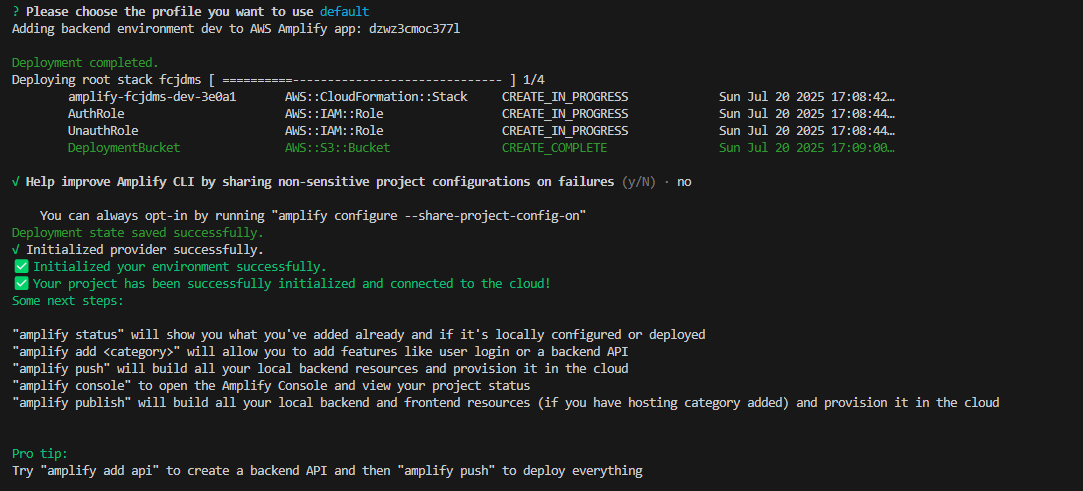 ? Please choose the profile you want to use default
Adding backend environment dev to AWS Amplify app: dzwz3cmoc377l
Deployment completed.
Deploying root stack fcjdms [ ==========------------------------------ ] 1/4
amplify-fcjdms-dev-3e0a1 AWS::CloudFormation::Stack CREATE_IN_PROGRESS Sun Jul 20 2025 17:08:42…
AuthRole AWS::IAM::Role CREATE_IN_PROGRESS Sun Jul 20 2025 17:08:44…
UnauthRole AWS::IAM::Role CREATE_IN_PROGRESS Sun Jul 20 2025 17:08:44…
DeploymentBucket AWS::S3::Bucket CREATE_COMPLETE Sun Jul 20 2025 17:09:00…
√ Help improve Amplify CLI by sharing non-sensitive project configurations on failures (y/N) · no
You can always opt-in by running "amplify configure --share-project-config-on"
Deployment state saved successfully.
√ Initialized provider successfully.
✅ Initialized your environment successfully.
✅ Your project has been successfully initialized and connected to the cloud!
Some next steps:
"amplify status" will show you what you've added already and if it's locally configured or deployed
"amplify add <category>" will allow you to add features like user login or a backend API
"amplify push" will build all your local backend resources and provision it in the cloud
"amplify console" to open the Amplify Console and view your project status
"amplify publish" will build all your local backend and frontend resources (if you have hosting category added) and provision it in the cloud
Pro tip:
Try "amplify add api" to create a backend API and then "amplify push" to deploy everything